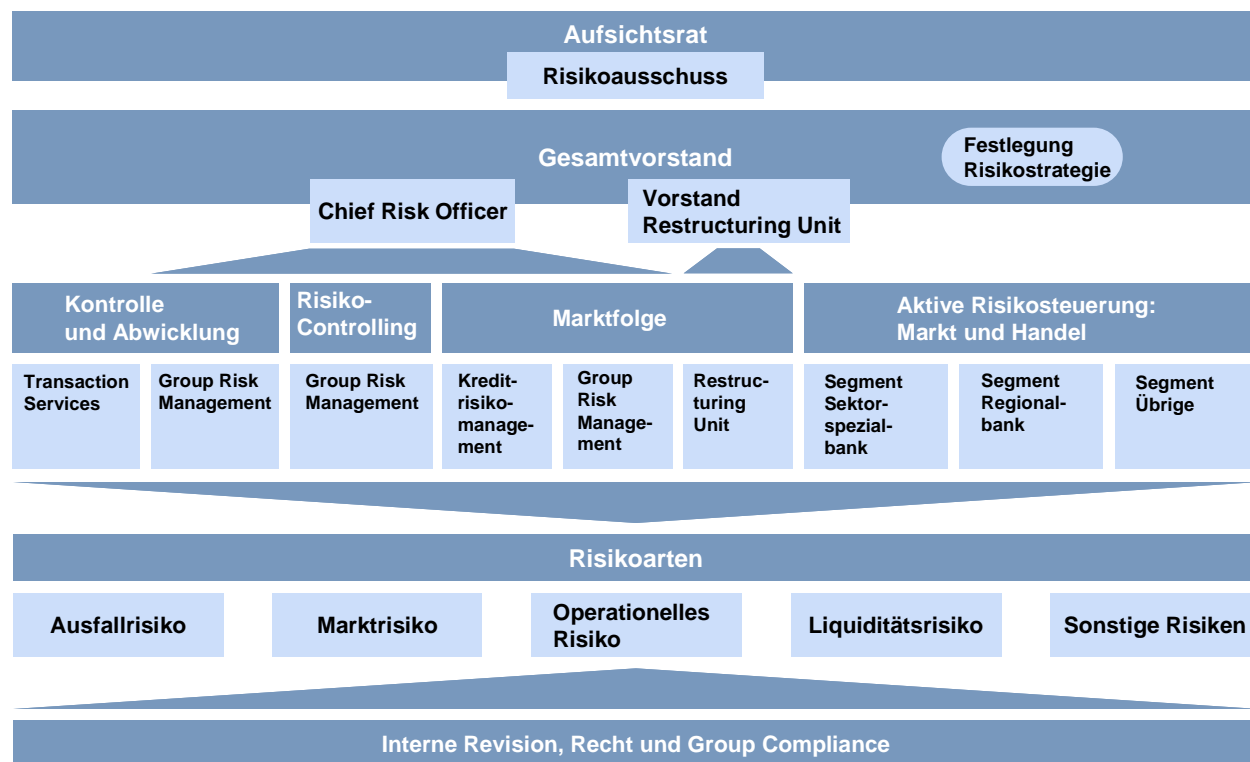 Aufsichtsrat
Risikoausschuss
Gesamtvorstand
Festlegung
Risikostrategie
Chief Risk Officer
Vorstand
Restructuring Unit
Kontrolle
und Abwicklung
Risiko-
Controlling
Marktfolge
Aktive Risikosteuerung:
Markt und Handel
Transaction
Services
Group Risk
Management
Group Risk
Management
Kredit-
risiko-
manage-
ment
Group
Risk
Manage-
ment
Restruc-
turing
Unit
Segment
Sektor-
spezial-
bank
Segment
Regional-
bank
Segment
Übrige
Risikoarten
Ausfallrisiko
Marktrisiko
Operationelles
Risiko
Liquiditätsrisiko
Sonstige Risiken
Interne Revision, Recht und Group Compliance